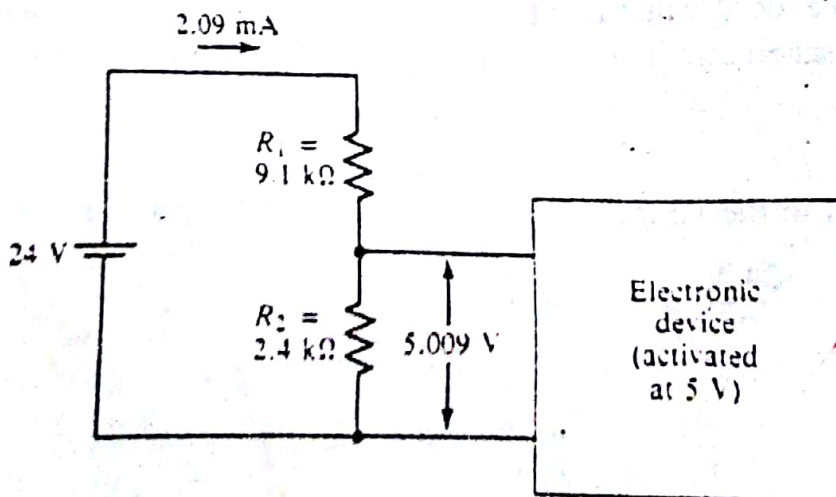 2.09 mA
R₁ =
9.1 kΩ
24 V
R₂ =
2.4 kΩ
5.009 V
Electronic
device
(activated
at 5 V)